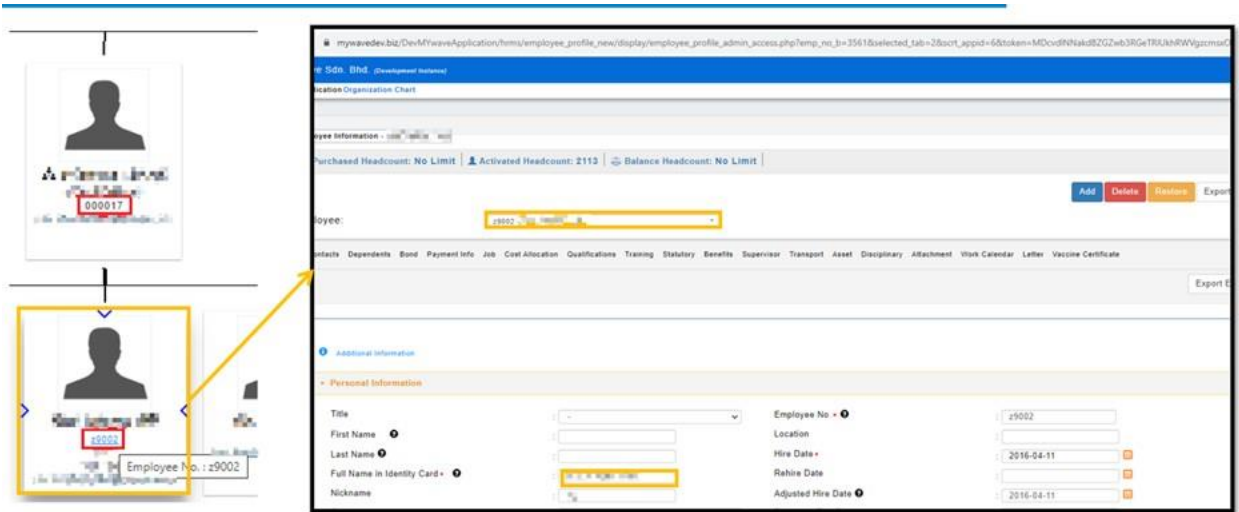 000017
z9002
Employee No. : z9002
mywavedev.biz/DevMYwaveApplication/hrms/employee_profile_new/display/employee_profile_admin_access.php?emp_no_b=3561&selected_tab=2&scrt_appid=6&token=
e Sdn. Bhd. (Development Instance)
lication Organization Chart
oyee Information -
Purchased Headcount: No Limit Activated Headcount: 2113 Balance Headcount: No Limit
Add Delete Restore Export
loyee: z9002
ontacts Dependents Bond Payment Info Job Cost Allocation Qualifications Training Statutory Benefits Supervisor Transport Asset Disciplinary Attachment Work Calendar Letter Vaccine Certificate
Export E
Additional Information
Personal Information
Title : - Employee No. : z9002
First Name : Location :
Last Name : Hire Date : 2016-04-11
Full Name in Identity Card : Rehire Date :
Nickname : Adjusted Hire Date : 2016-04-11